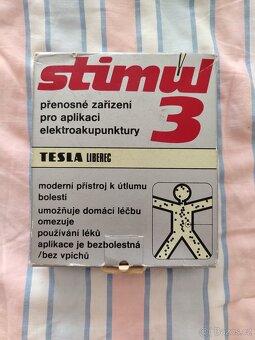 stimul
3
přenosné zařízení
pro aplikaci
elektroakupunktury
TESLA LIBEREC
moderní přístroj k útlumu
bolesti
umožňuje domácí léčbu
omezuje
používání léků
aplikace je bezbolestná
/bez vpichů